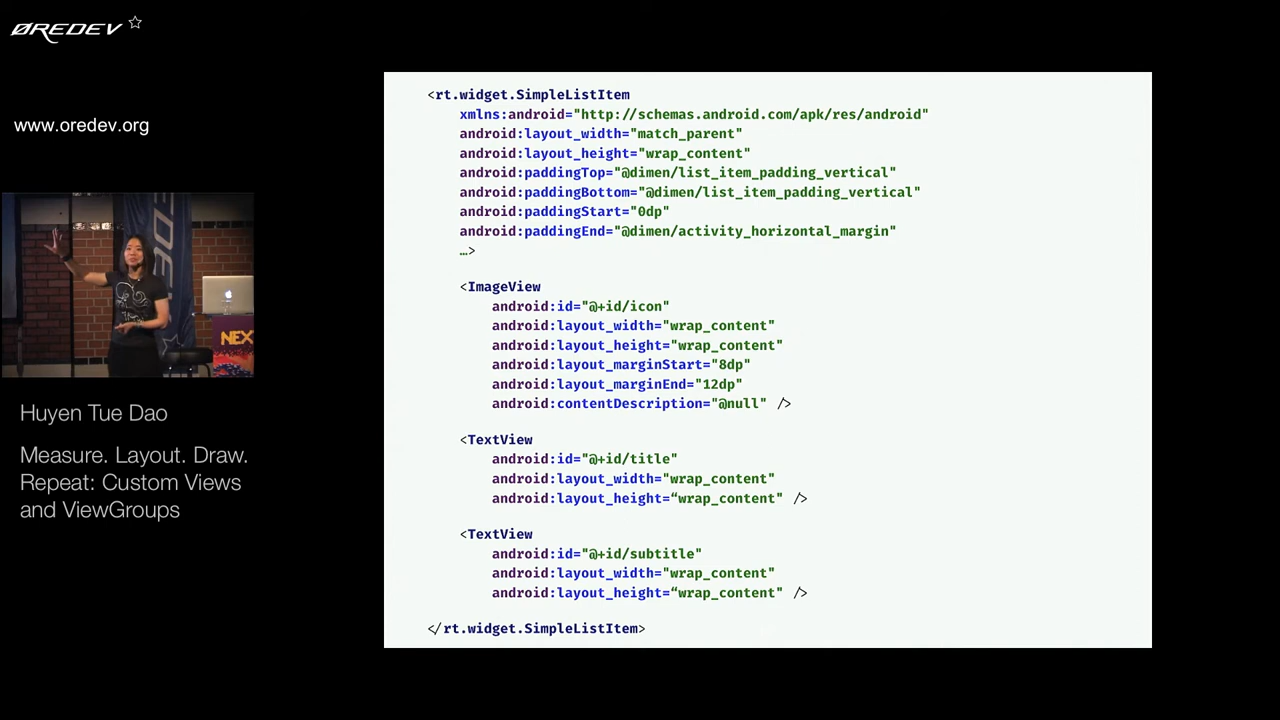 ØREDEV
www.oredev.org
NEX
Huyen Tue Dao
Measure. Layout. Draw.
Repeat: Custom Views
and ViewGroups
<rt.widget.SimpleListItem
xmlns:android="http://schemas.android.com/apk/res/android"
android:layout_width="match_parent"
android:layout_height="wrap_content"
android:paddingTop="@dimen/list_item_padding_vertical"
android:paddingBottom="@dimen/list_item_padding_vertical"
android:paddingStart="0dp"
android:paddingEnd="@dimen/activity_horizontal_margin"
…>
<ImageView
android:id="@+id/icon"
android:layout_width="wrap_content"
android:layout_height="wrap_content"
android:layout_marginStart="8dp"
android:layout_marginEnd="12dp"
android:contentDescription="@null" />
<TextView
android:id="@+id/title"
android:layout_width="wrap_content"
android:layout_height=“wrap_content" />
<TextView
android:id="@+id/subtitle"
android:layout_width="wrap_content"
android:layout_height=“wrap_content" />
</rt.widget.SimpleListItem>